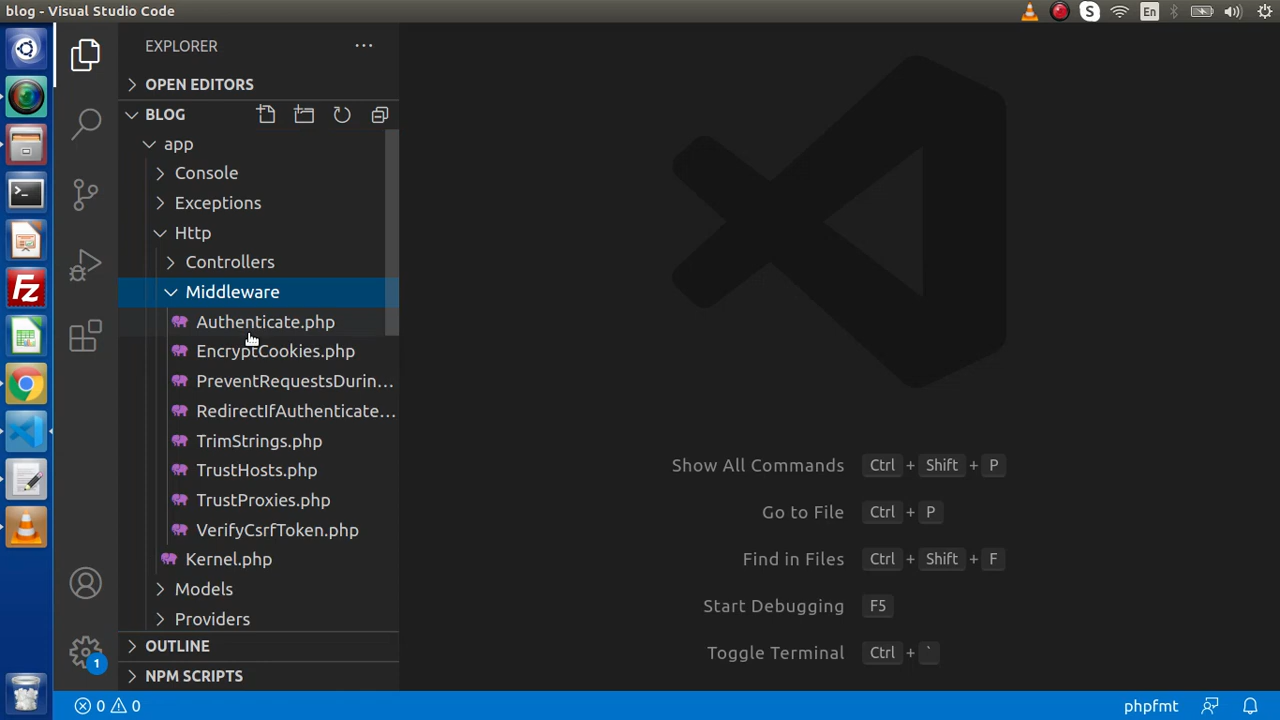 blog - Visual Studio Code
En
EXPLORER
OPEN EDITORS
BLOG
app
Console
Exceptions
Http
Controllers
Middleware
Authenticate.php
EncryptCookies.php
PreventRequestsDurin...
RedirectIfAuthenticate...
TrimStrings.php
TrustHosts.php
TrustProxies.php
VerifyCsrfToken.php
Kernel.php
Models
Providers
OUTLINE
NPM SCRIPTS
Show All Commands Ctrl + Shift + P
Go to File Ctrl + P
Find in Files Ctrl + Shift + F
Start Debugging F5
Toggle Terminal Ctrl + `
1
0 0
phpfmt